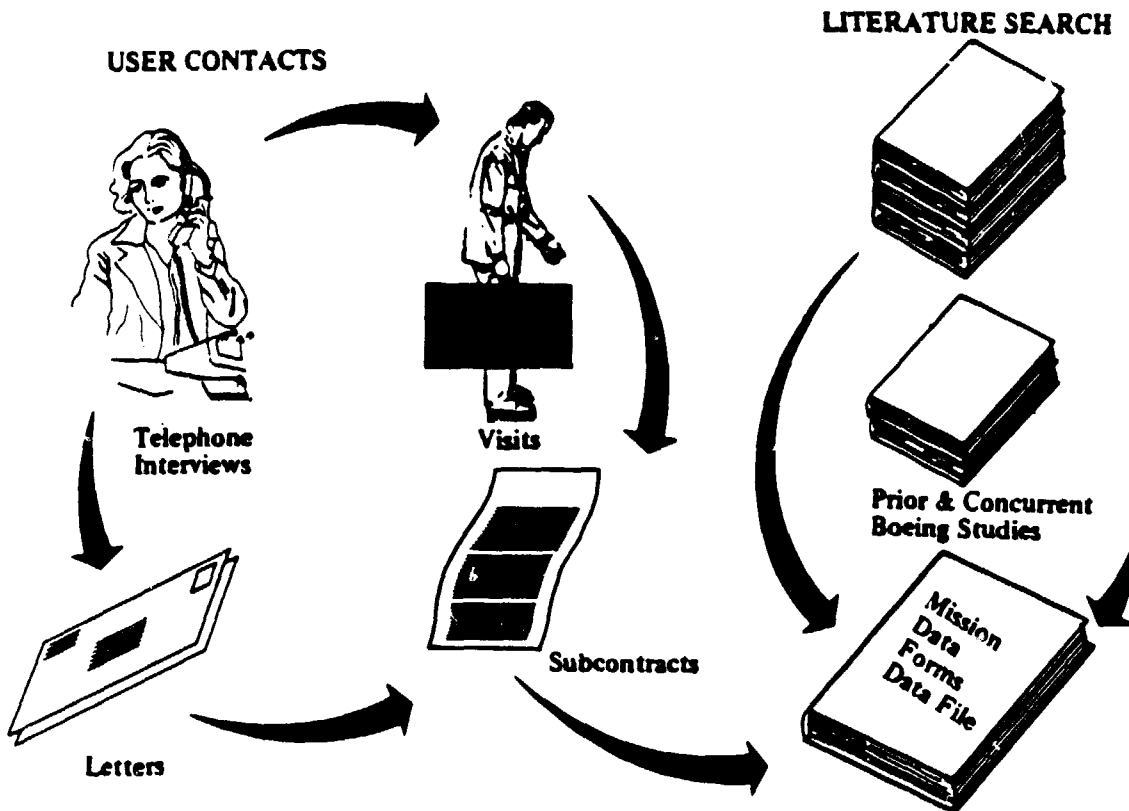 LITERATURE SEARCH
USER CONTACTS
Telephone
Interviews
Visits
Prior & Concurrent
Boeing Studies
Mission
Data
Forms
Data File
Subcontracts
Letters